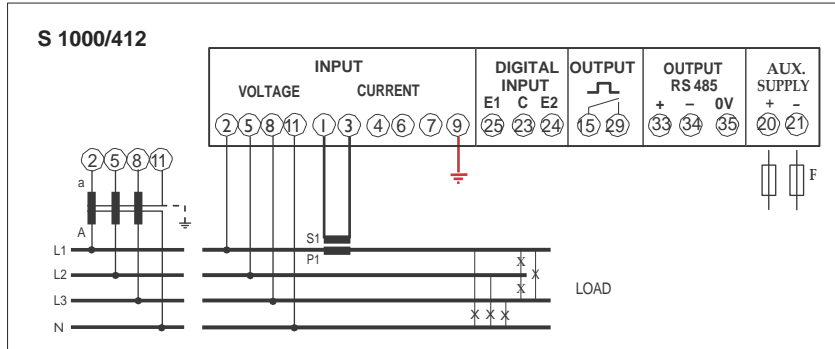 S 1000/412
INPUT
DIGITAL INPUT
OUTPUT
OUTPUT RS 485
AUX. SUPPLY
VOLTAGE
CURRENT
E1 C E2
+ – 0V
+ –
2 5 8 11 1 3 4 6 7 9 25 23 24 15 29 33 34 35 20 21
2 5 8 11
F
a
A
S1
P1
L1
L2
L3
N
X
X X
X
X X X
LOAD